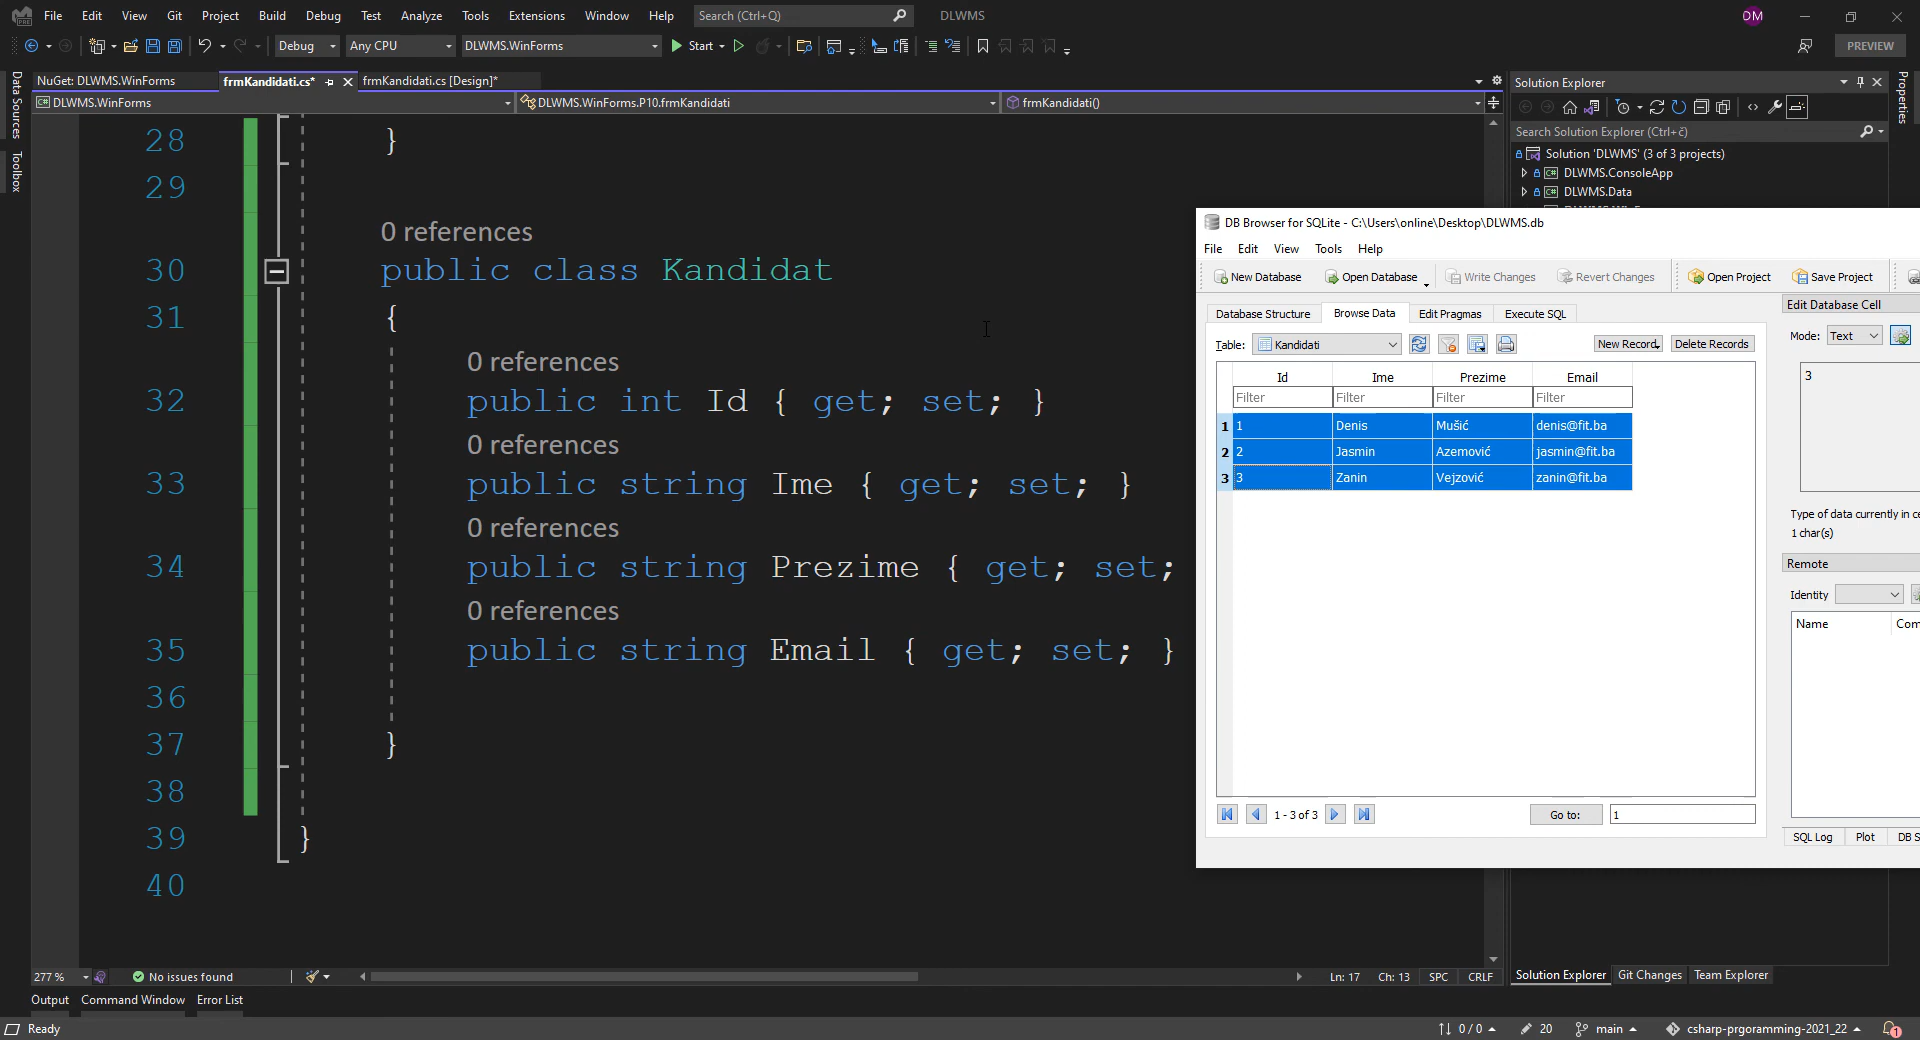 File Edit View Git Project Build Debug Test Analyze Tools Extensions Window Help Search (Ctrl+Q) DLWMS DM
Debug Any CPU DLWMS.WinForms Start PREVIEW
NuGet: DLWMS.WinForms frmKandidati.cs* frmKandidati.cs [Design]*
DLWMS.WinForms DLWMS.WinForms.P10.frmKandidati frmKandidati()
Data Sources
Toolbox
28 }
29
0 references
30 public class Kandidat
31 {
0 references
32 public int Id { get; set; }
0 references
33 public string Ime { get; set; }
0 references
34 public string Prezime { get; set;
0 references
35 public string Email { get; set; }
36
37 }
38
39 }
40
277 % No issues found Ln: 17 Ch: 13 SPC CRLF
Output Command Window Error List
Ready 0 / 0 20 main csharp-prgoramming-2021_22 1
Solution Explorer
Search Solution Explorer (Ctrl+č)
Solution 'DLWMS' (3 of 3 projects)
DLWMS.ConsoleApp
DLWMS.Data
Properties
Solution Explorer Git Changes Team Explorer
DB Browser for SQLite - C:\Users\online\Desktop\DLWMS.db
File Edit View Tools Help
New Database Open Database Write Changes Revert Changes Open Project Save Project
Database Structure Browse Data Edit Pragmas Execute SQL
Table: Kandidati New Record Delete Records
Id Ime Prezime Email
Filter Filter Filter Filter
1 1 Denis Mušić denis@fit.ba
2 2 Jasmin Azemović jasmin@fit.ba
3 3 Zanin Vejzović zanin@fit.ba
1 - 3 of 3 Go to: 1
Edit Database Cell
Mode: Text
3
Type of data currently in ce
1 char(s)
Remote
Identity
Name Com
SQL Log Plot DB S